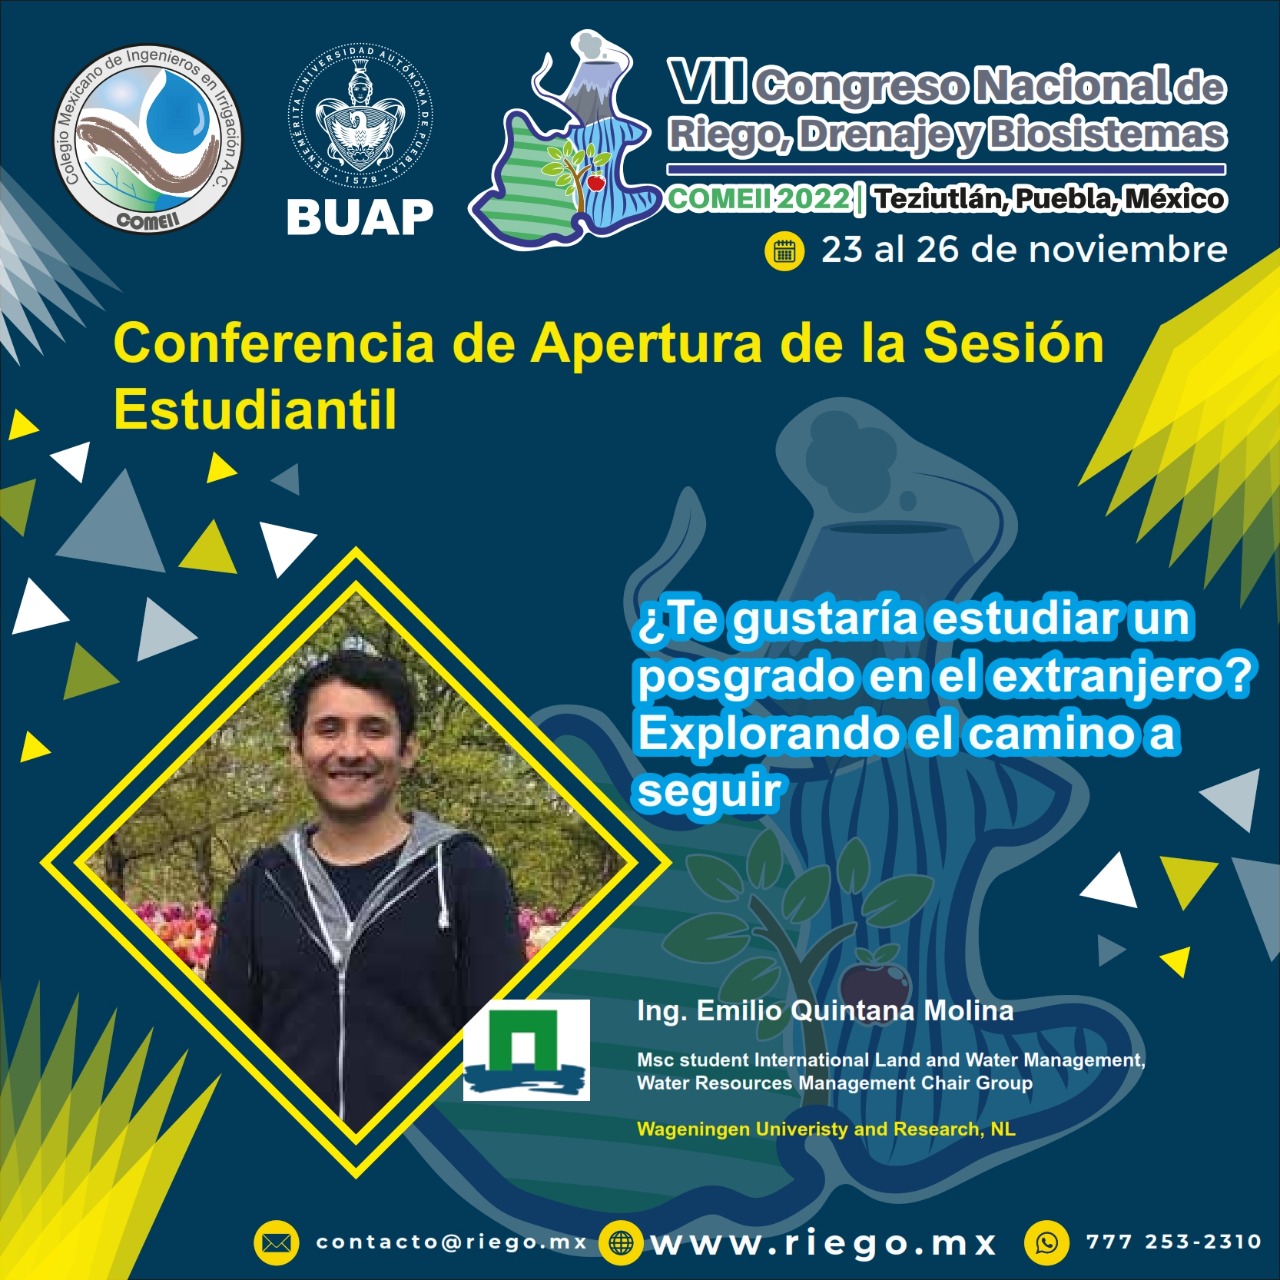 Colegio Mexicano de Ingenieros en Irrigación A.C.
COMEII
BENEMÉRITA UNIVERSIDAD AUTÓNOMA DE PUEBLA
1578
BUAP
VII Congreso Nacional de
Riego, Drenaje y Biosistemas
COMEII 2022 | Teziutlán, Puebla, México
23 al 26 de noviembre
Conferencia de Apertura de la Sesión
Estudiantil
¿Te gustaría estudiar un
posgrado en el extranjero?
Explorando el camino a
seguir
Ing. Emilio Quintana Molina
Msc student International Land and Water Management,
Water Resources Management Chair Group
Wageningen Univeristy and Research, NL
contacto@riego.mx
www.riego.mx
777 253-2310